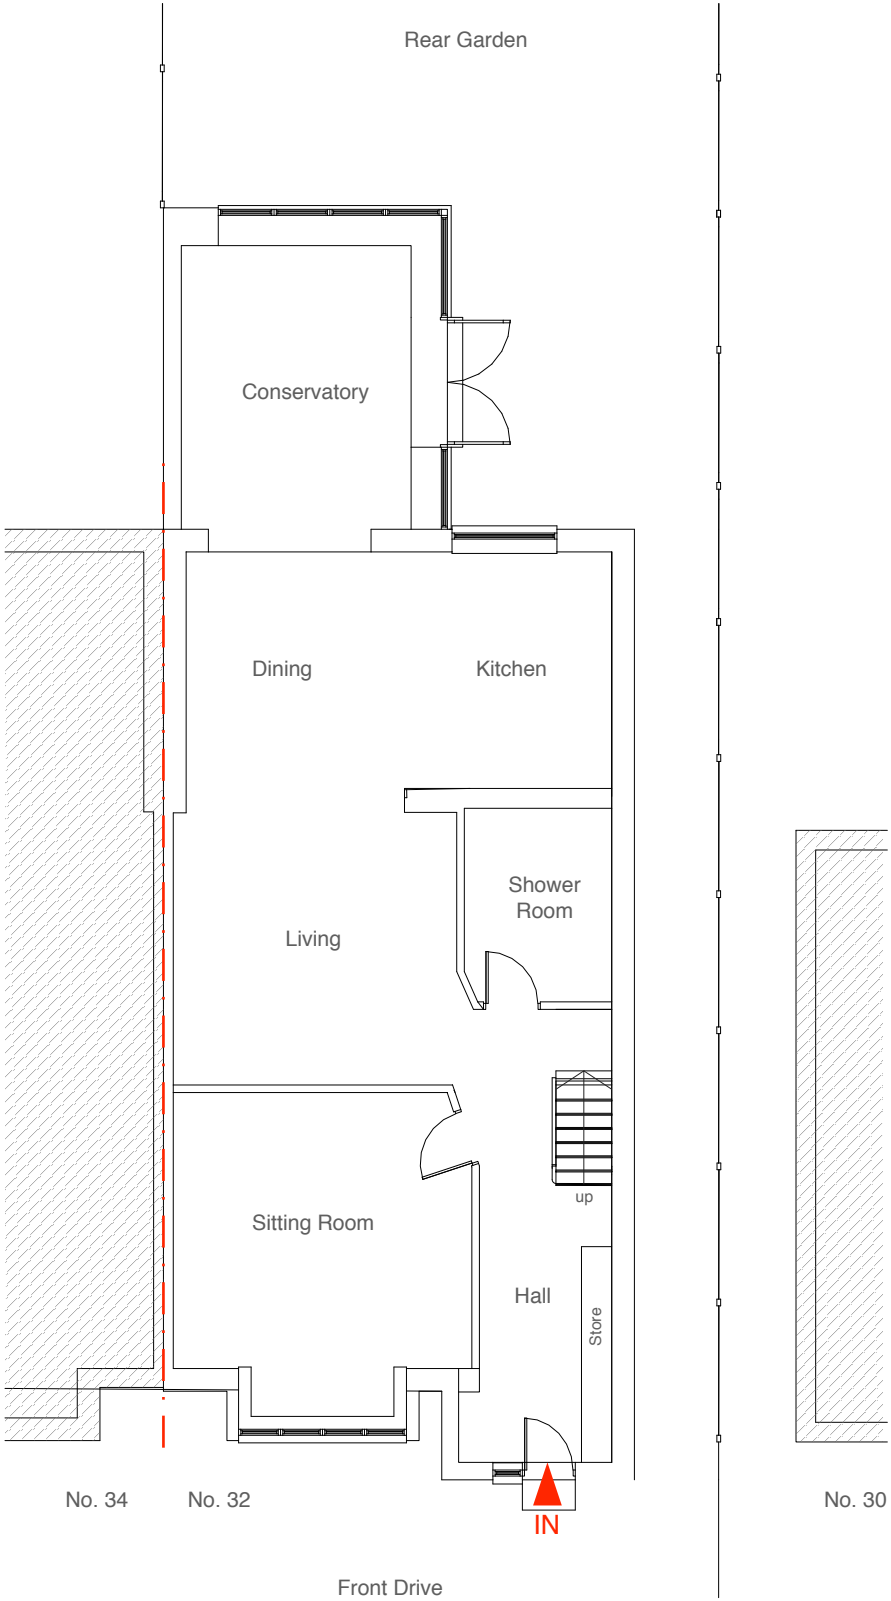 Rear Garden
Conservatory
Dining
Kitchen
Shower
Room
Living
up
Sitting Room
Hall
Store
No. 34
No. 32
No. 30
IN
Front Drive